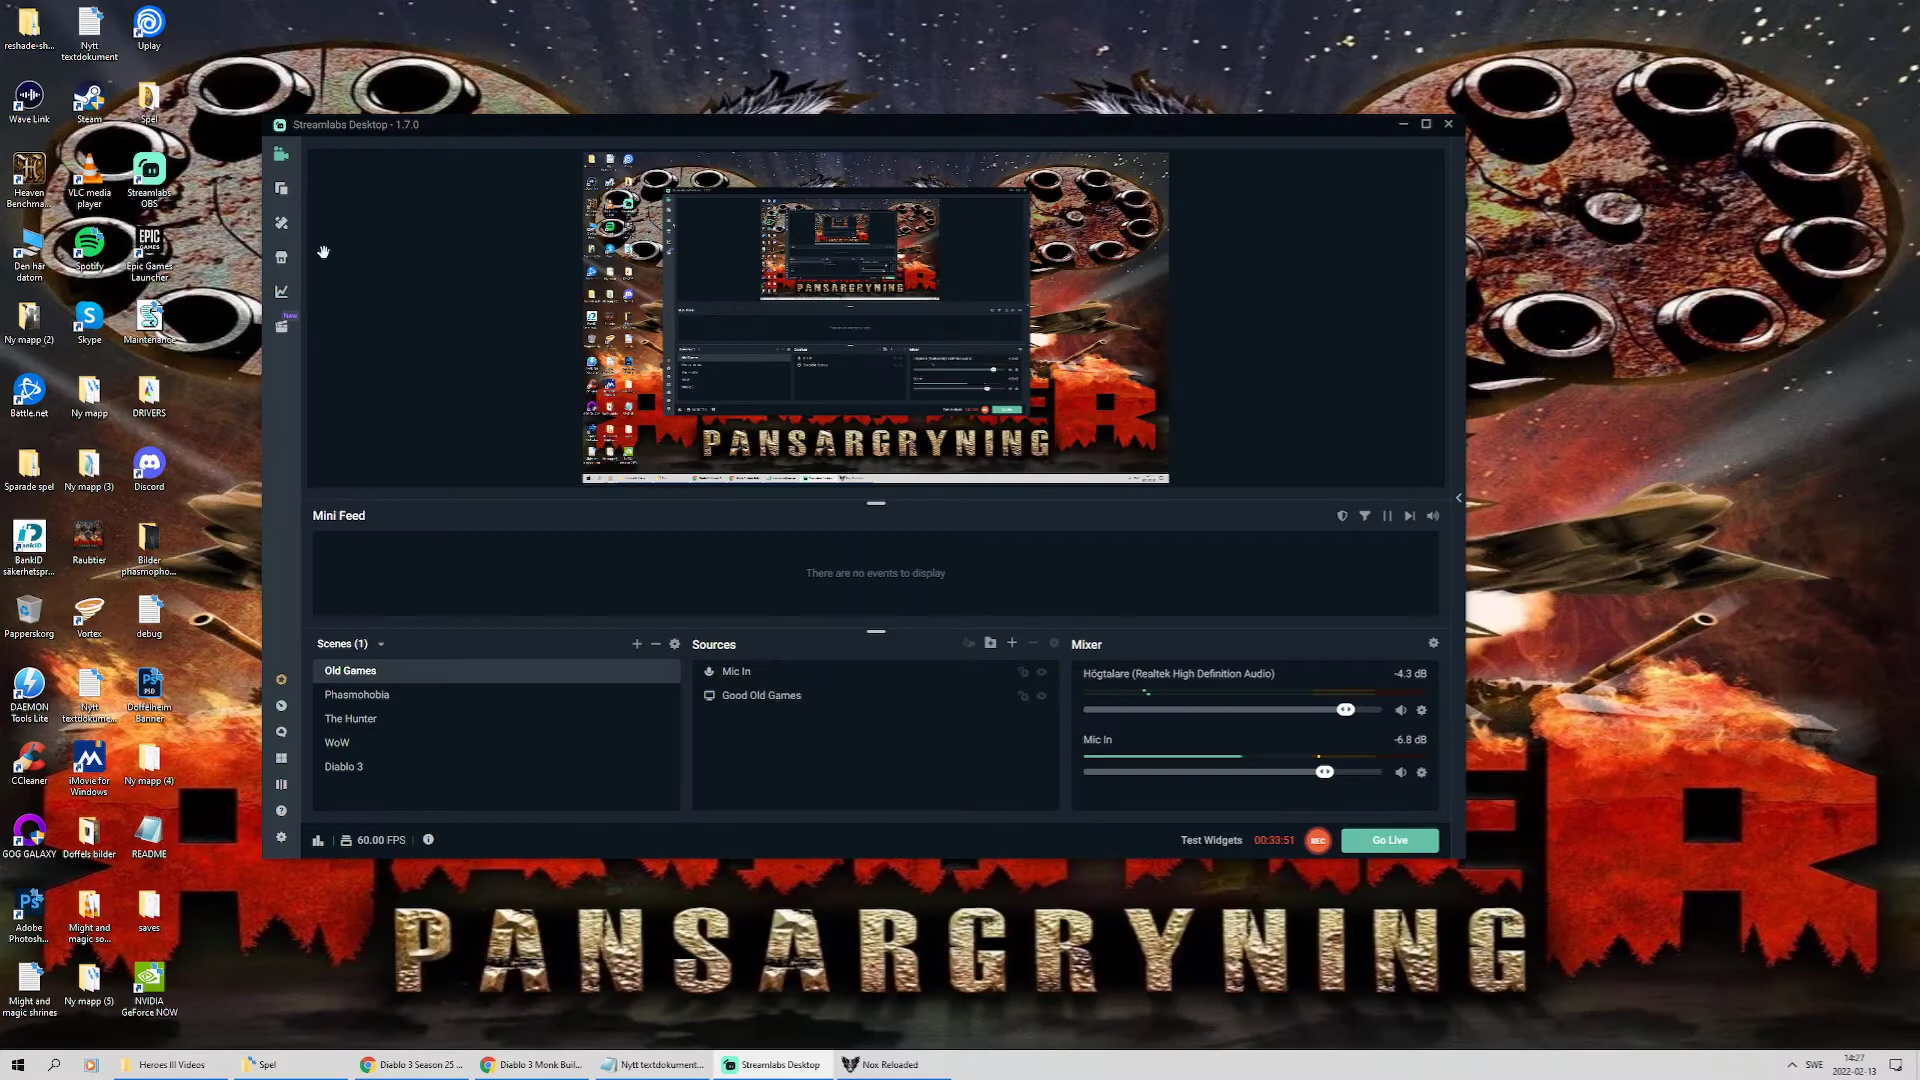 reshade-sh...
Nytt textdokument
Uplay
Wave Link
Steam
Spel
Heaven Benchma...
VLC media player
Streamlabs OBS
Den här datorn
Spotify
Epic Games Launcher
Ny mapp (2)
Skype
Maintenance
Battle.net
Ny mapp
DRIVERS
Sparade spel
Ny mapp (3)
Discord
BankID säkerhetspr...
Raubtier
Bilder phasmopho...
Papperskorg
Vortex
debug
DAEMON Tools Lite
Nytt textdokume...
Doffelheim Banner
CCleaner
iMovie for Windows
Ny mapp (4)
GOG GALAXY
Doffels bilder
README
Adobe Photosh...
Might and magic so...
saves
Might and magic shrines
Ny mapp (5)
NVIDIA GeForce NOW
Streamlabs Desktop - 1.7.0
New
PANSARGRYNING
PANSARGRYNING
Mini Feed
There are no events to display
Scenes (1)
Old Games
Phasmohobia
The Hunter
WoW
Diablo 3
Sources
Mic In
Good Old Games
Mixer
Högtalare (Realtek High Definition Audio)
-4.3 dB
Mic In
-6.8 dB
60.00 FPS
Test Widgets
00:33:51
REC
Go Live
PANSARGRYNING
Heroes III Videos
Spel
Diablo 3 Season 25 ...
Diablo 3 Monk Buil...
Nytt textdokument...
Streamlabs Desktop
Nox Reloaded
SWE
14:27
2022-02-13